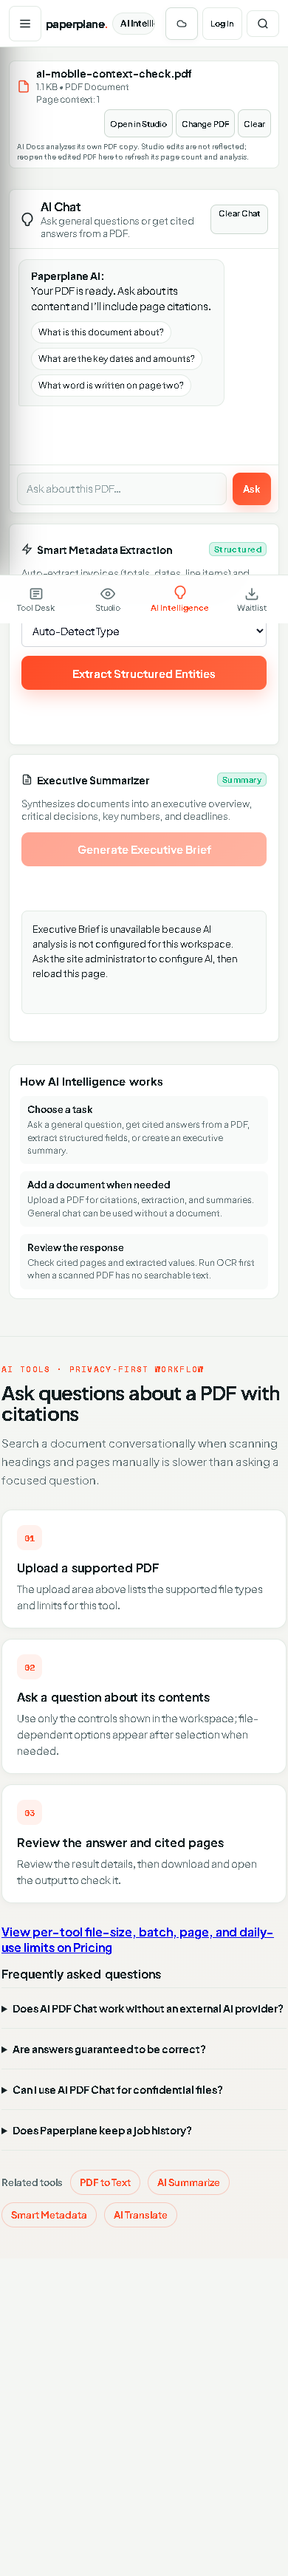 paperplane.
AI Intelli
Log in
ai-mobile-context-check.pdf
1.1 KB • PDF Document
Page context: 1
Open in Studio
Change PDF
Clear
AI Docs analyzes its own PDF copy. Studio edits are not reflected;
reopen the edited PDF here to refresh its page count and analysis.
AI Chat
Ask general questions or get cited
answers from a PDF.
Clear Chat
Paperplane AI:
Your PDF is ready. Ask about its
content and I'll include page citations.
What is this document about?
What are the key dates and amounts?
What word is written on page two?
Ask about this PDF...
Ask
Smart Metadata Extraction
Structured
Auto-extract invoices (totals, dates, line items) and
Tool Desk
Studio
AI Intelligence
Waitlist
Auto-Detect Type
Extract Structured Entities
Executive Summarizer
Summary
Synthesizes documents into an executive overview,
critical decisions, key numbers, and deadlines.
Generate Executive Brief
Executive Brief is unavailable because AI
analysis is not configured for this workspace.
Ask the site administrator to configure AI, then
reload this page.
How AI Intelligence works
Choose a task
Ask a general question, get cited answers from a PDF,
extract structured fields, or create an executive
summary.
Add a document when needed
Upload a PDF for citations, extraction, and summaries.
General chat can be used without a document.
Review the response
Check cited pages and extracted values. Run OCR first
when a scanned PDF has no searchable text.
AI TOOLS · PRIVACY-FIRST WORKFLOW
Ask questions about a PDF with
citations
Search a document conversationally when scanning
headings and pages manually is slower than asking a
focused question.
01
Upload a supported PDF
The upload area above lists the supported file types
and limits for this tool.
02
Ask a question about its contents
Use only the controls shown in the workspace; file-
dependent options appear after selection when
needed.
03
Review the answer and cited pages
Review the result details, then download and open
the output to check it.
View per-tool file-size, batch, page, and daily-
use limits on Pricing
Frequently asked questions
Does AI PDF Chat work without an external AI provider?
Are answers guaranteed to be correct?
Can I use AI PDF Chat for confidential files?
Does Paperplane keep a job history?
Related tools
PDF to Text
AI Summarize
Smart Metadata
AI Translate